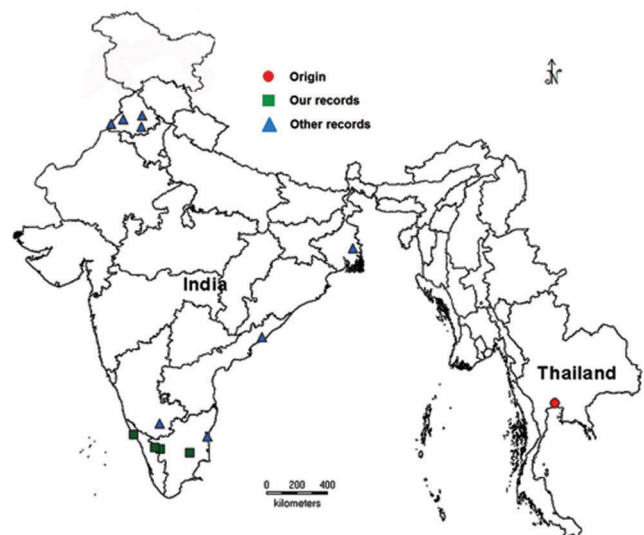 Origin
Our records
Other records
N
India
Thailand
0 200 400
kilometers